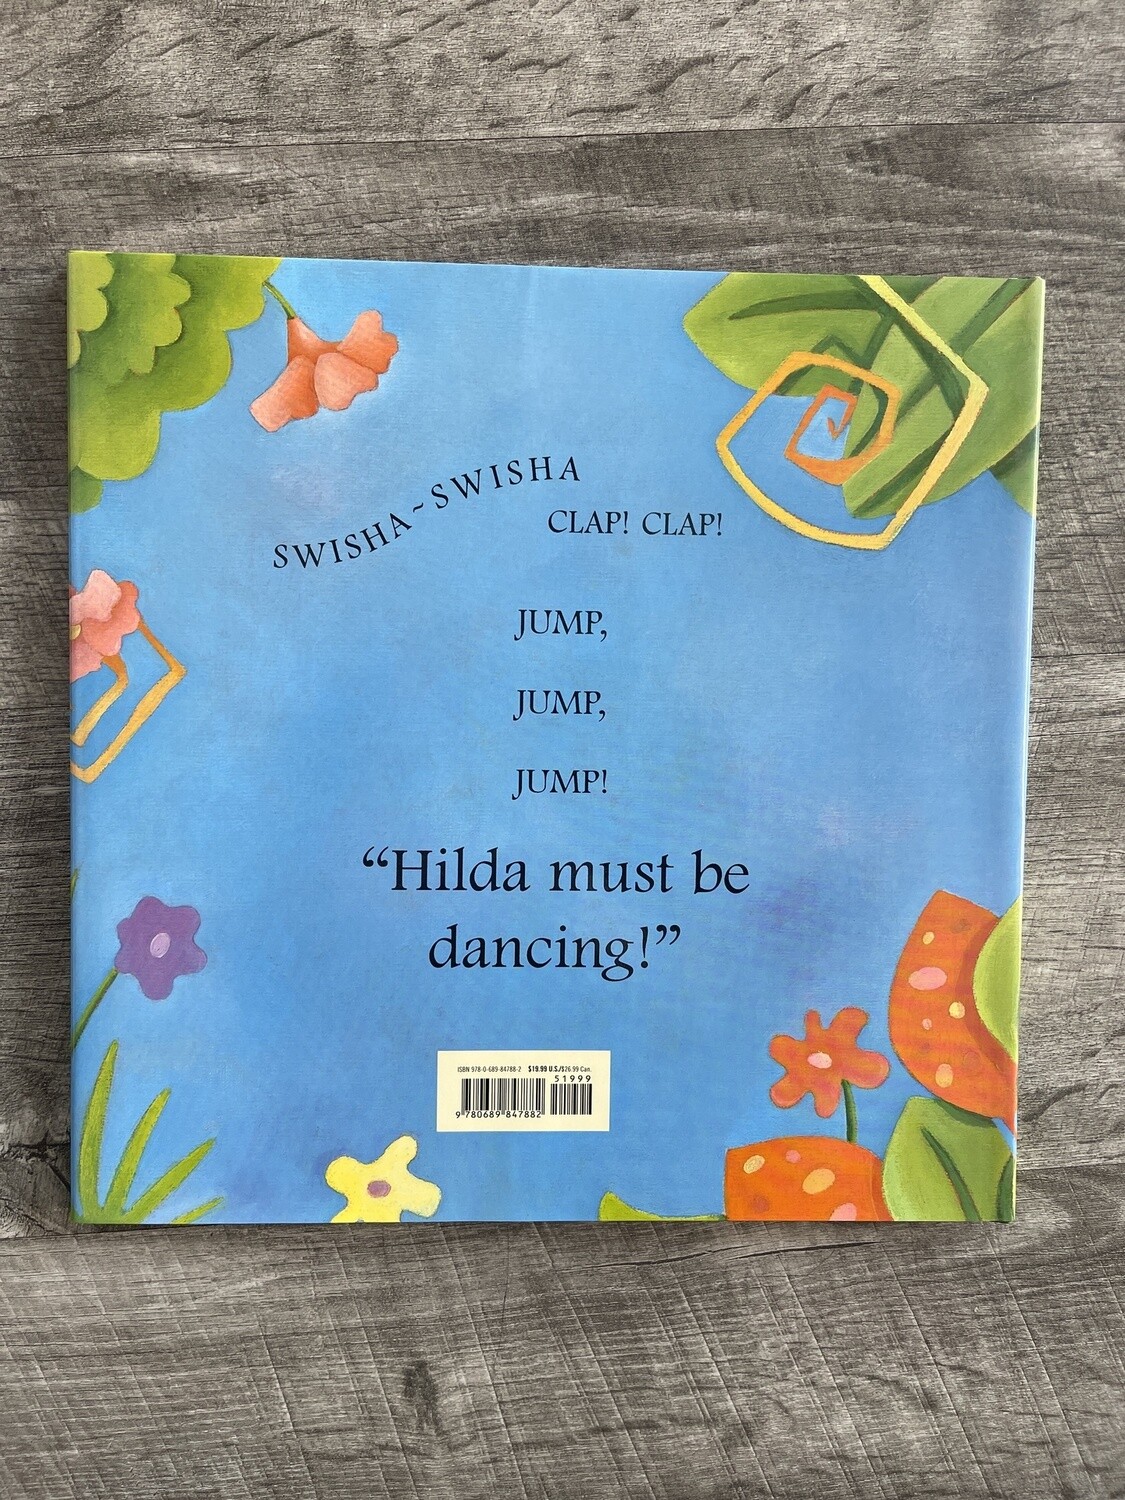 SWISHA~SWISHA
CLAP! CLAP!
JUMP,
JUMP,
JUMP!
“Hilda must be
dancing!”
ISBN 978-0-689-84788-2 $19.99 U.S./$26.99 Can.
51999
9 780689 847882